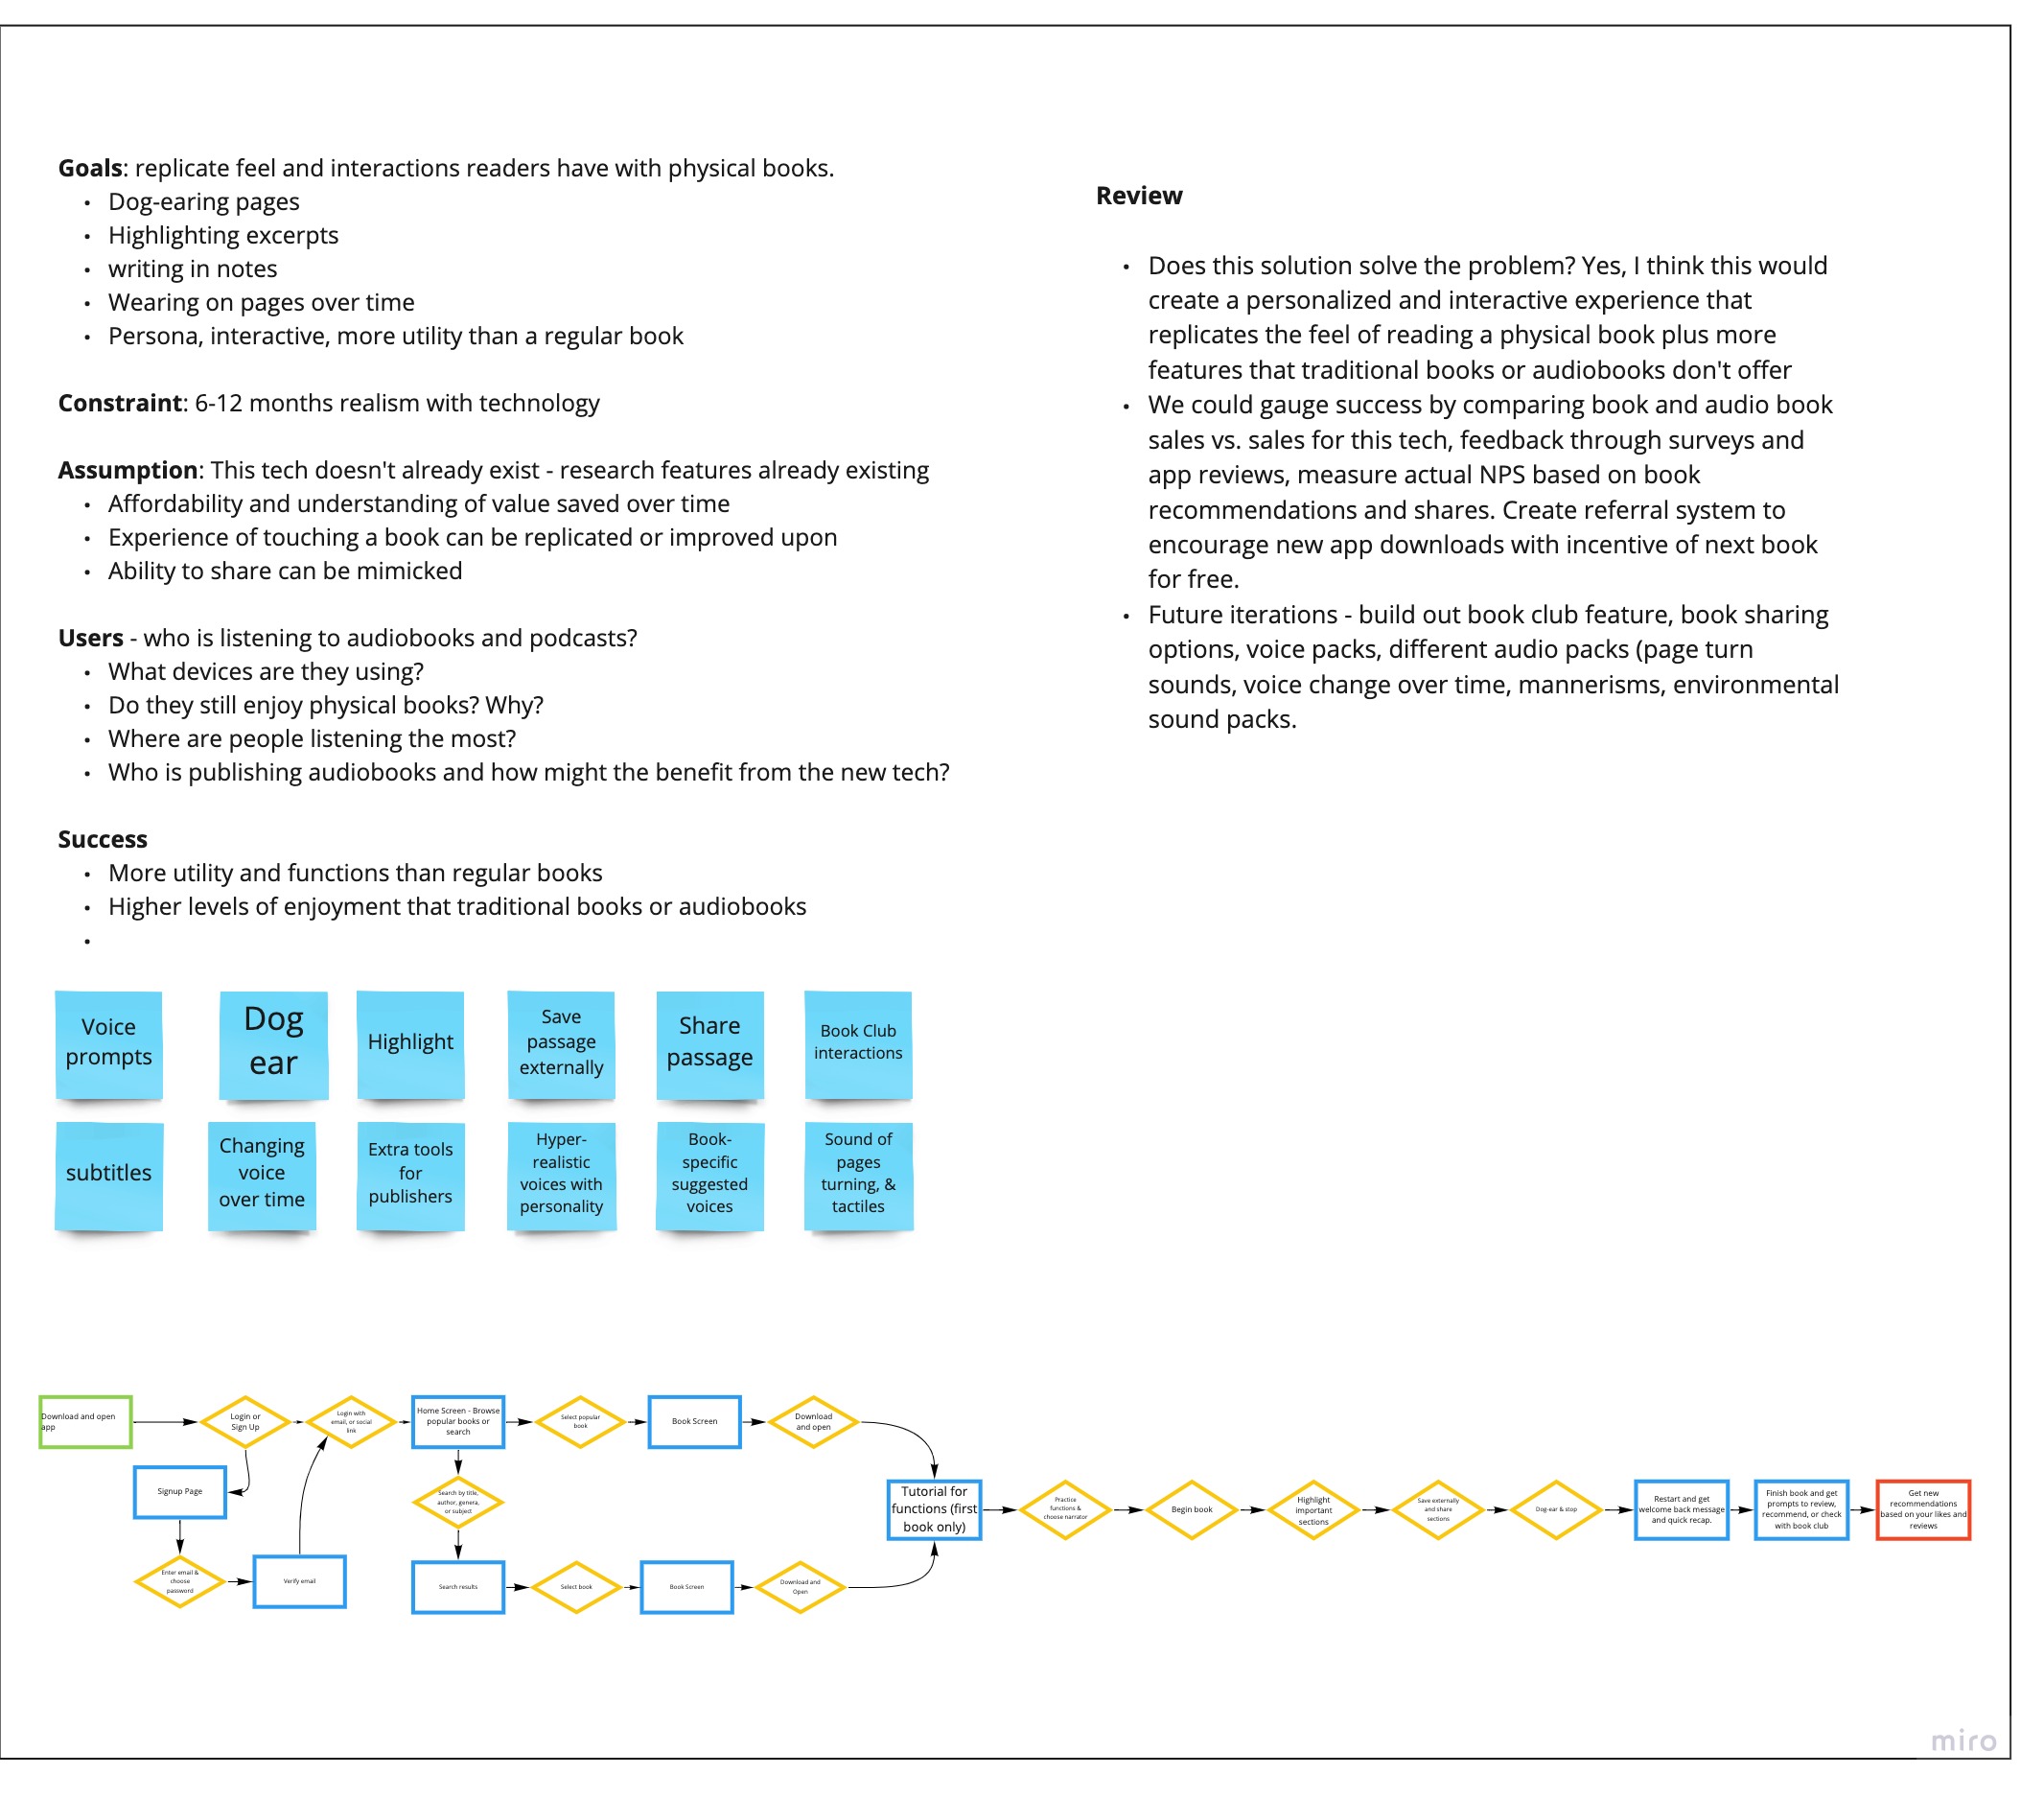 Goals: replicate feel and interactions readers have with physical books.
• Dog-earing pages
• Highlighting excerpts
• writing in notes
• Wearing on pages over time
• Persona, interactive, more utility than a regular book
Constraint: 6-12 months realism with technology
Assumption: This tech doesn't already exist - research features already existing
• Affordability and understanding of value saved over time
• Experience of touching a book can be replicated or improved upon
• Ability to share can be mimicked
Users - who is listening to audiobooks and podcasts?
• What devices are they using?
• Do they still enjoy physical books? Why?
• Where are people listening the most?
• Who is publishing audiobooks and how might the benefit from the new tech?
Success
• More utility and functions than regular books
• Higher levels of enjoyment that traditional books or audiobooks
•
Review
• Does this solution solve the problem? Yes, I think this would
create a personalized and interactive experience that
replicates the feel of reading a physical book plus more
features that traditional books or audiobooks don't offer
• We could gauge success by comparing book and audio book
sales vs. sales for this tech, feedback through surveys and
app reviews, measure actual NPS based on book
recommendations and shares. Create referral system to
encourage new app downloads with incentive of next book
for free.
• Future iterations - build out book club feature, book sharing
options, voice packs, different audio packs (page turn
sounds, voice change over time, mannerisms, environmental
sound packs.
Voice
prompts
Dog
ear
Highlight
Save
passage
externally
Share
passage
Book Club
interactions
subtitles
Changing
voice
over time
Extra tools
for
publishers
Hyper-
realistic
voices with
personality
Book-
specific
suggested
voices
Sound of
pages
turning, &
tactiles
Download and open
app
Login or
Sign Up
Login with
email, or social
link
Home Screen - Browse
popular books or
search
Select popular
book
Book Screen
Download
and open
Signup Page
Enter email &
choose
password
Verify email
Search by title,
author, genera,
or subject
Search results
Select book
Book Screen
Download and
Open
Tutorial for
functions (first
book only)
Practice
functions &
choose narrator
Begin book
Highlight
important
sections
Save externally
and share
sections
Dog-ear & stop
Restart and get
welcome back message
and quick recap.
Finish book and get
prompts to review,
recommend, or check
with book club
Get new
recommendations
based on your likes and
reviews
miro